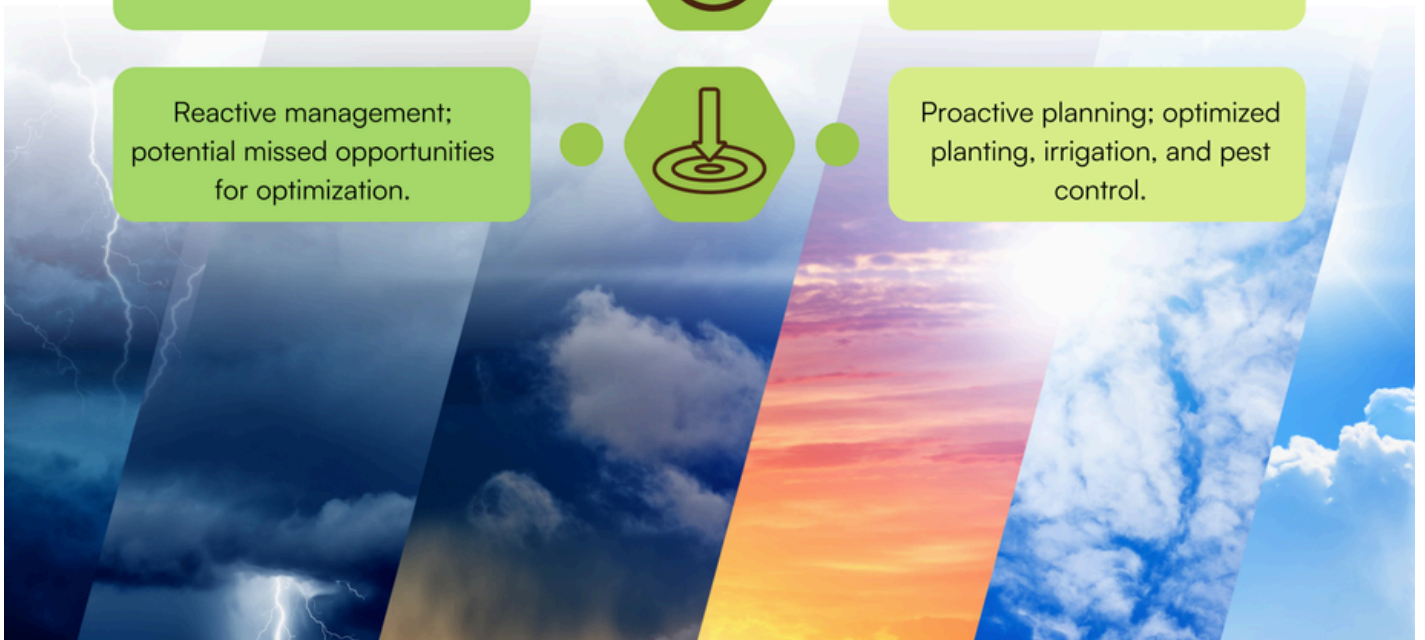 Reactive management;
potential missed opportunities
for optimization.
Proactive planning; optimized
planting, irrigation, and pest
control.